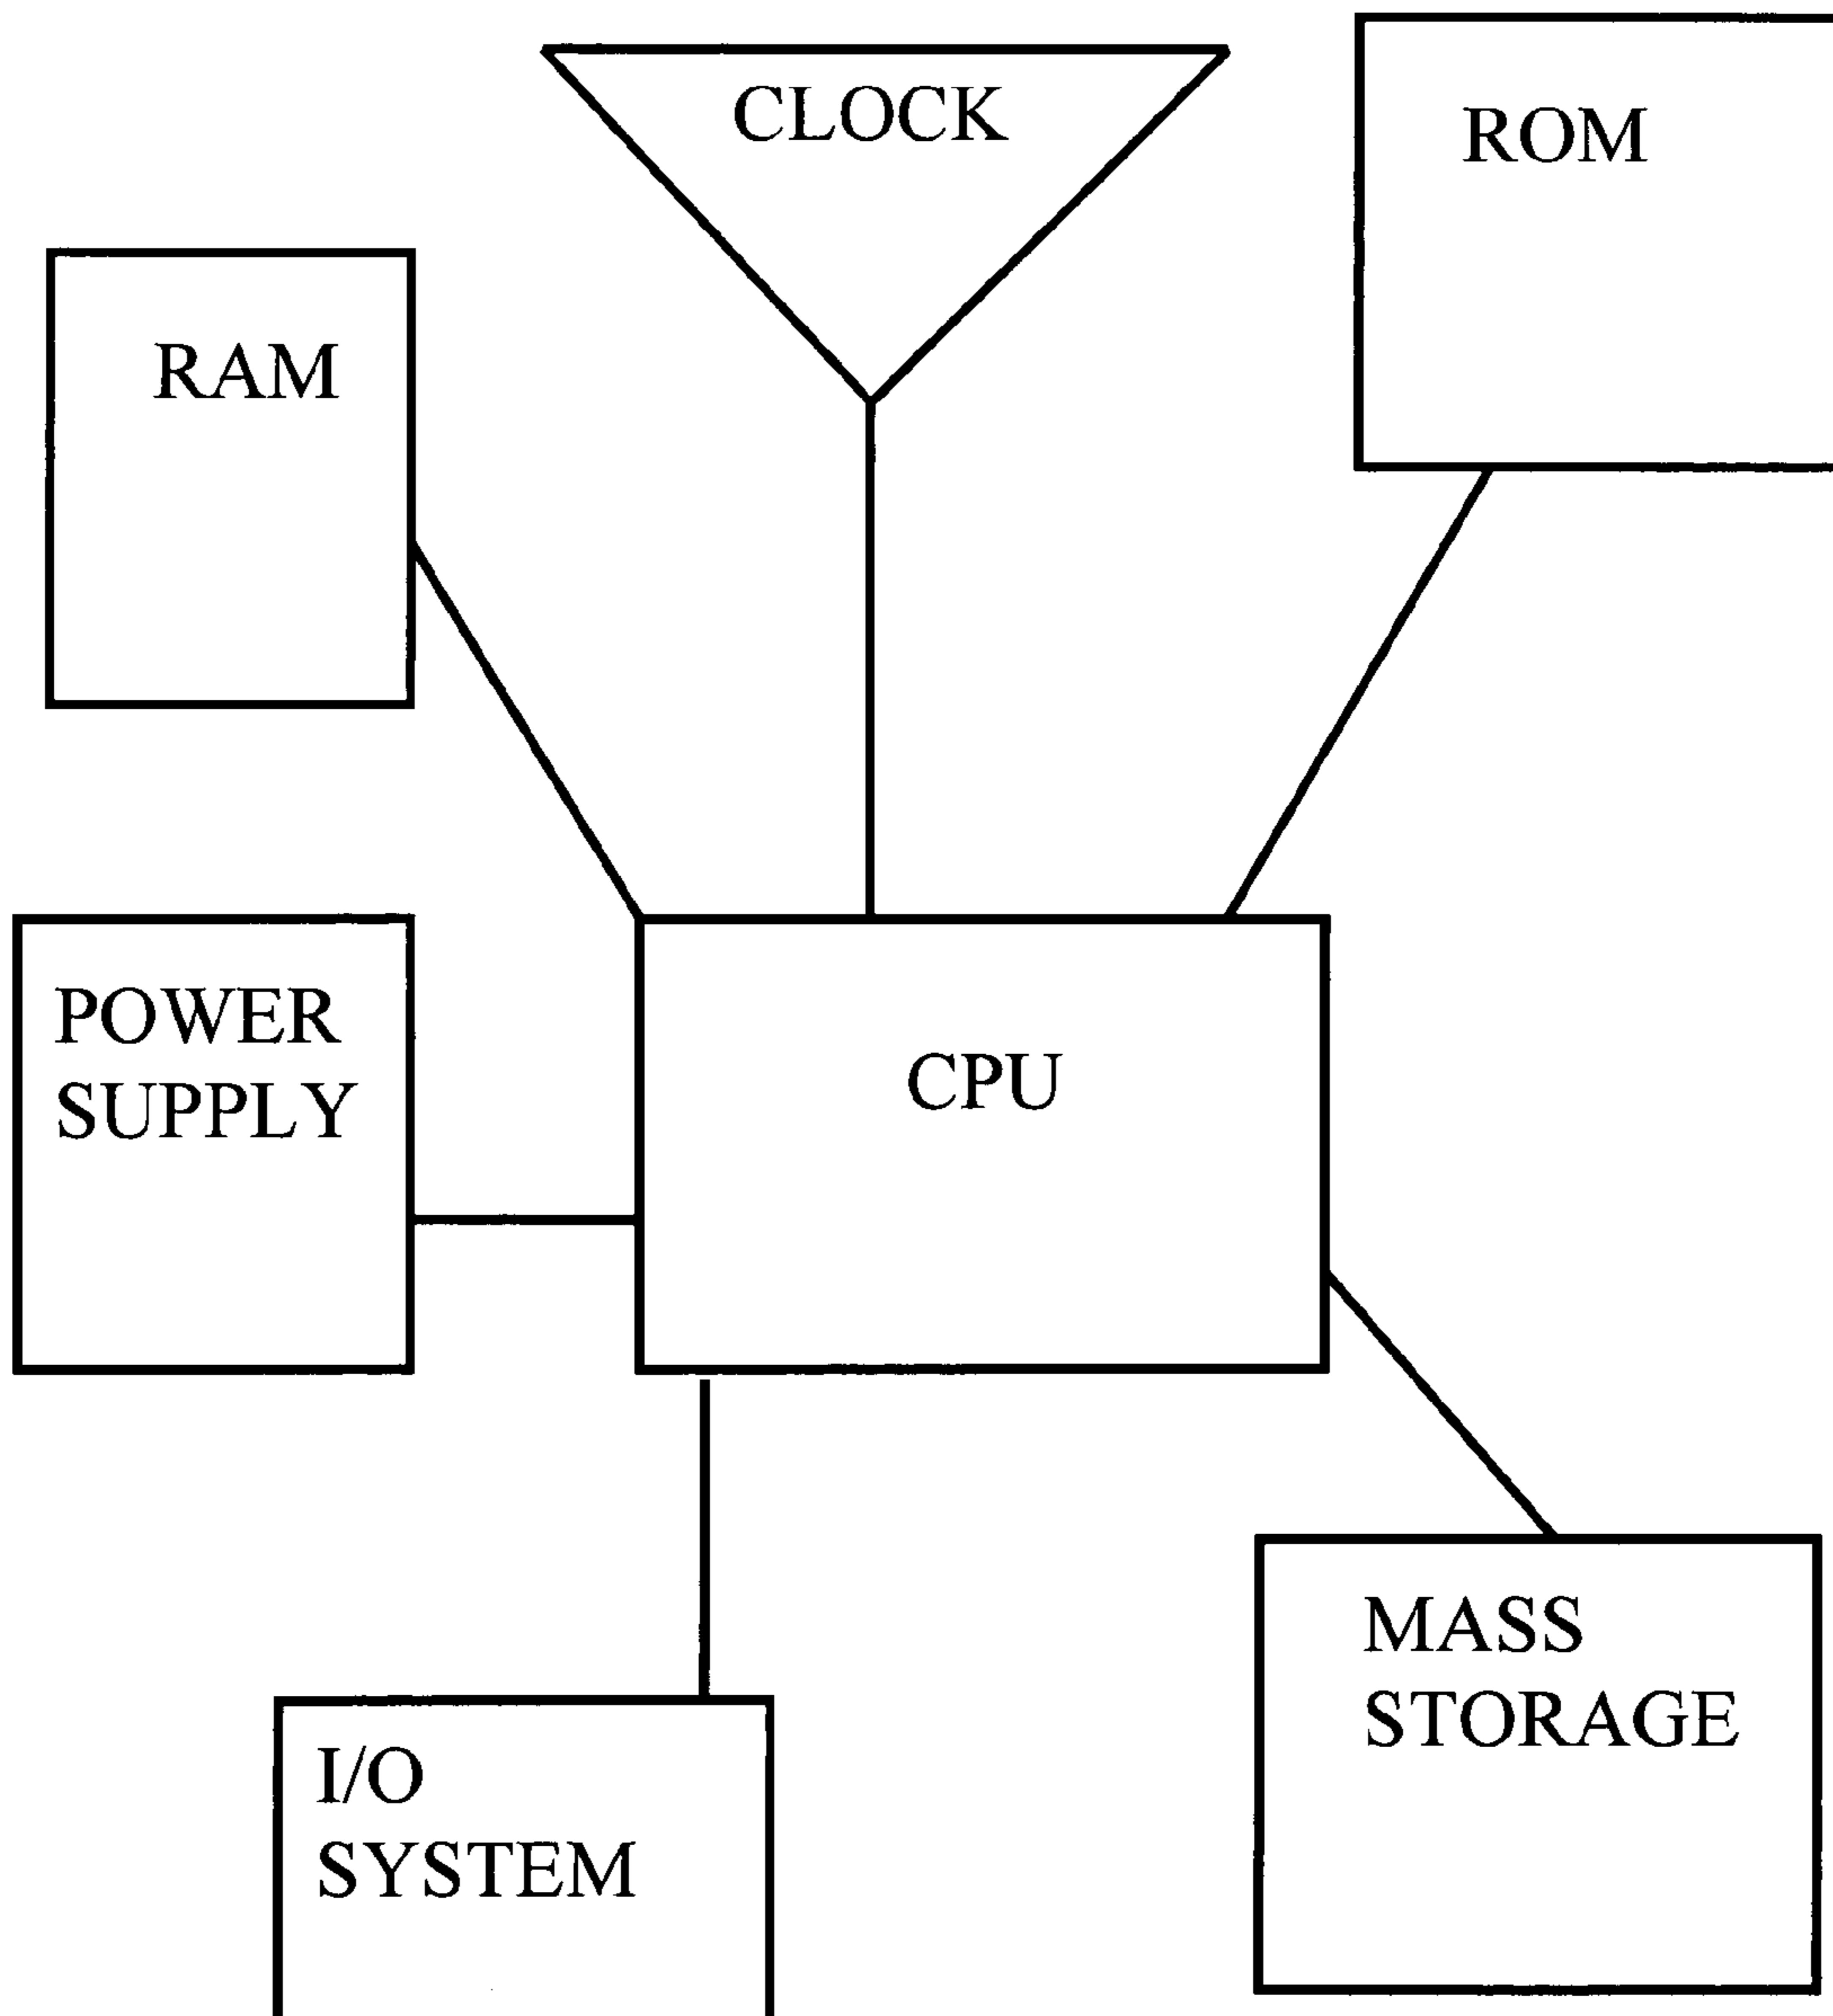 CLOCK
ROM
RAM
POWER
SUPPLY
CPU
MASS
STORAGE
I/O
SYSTEM